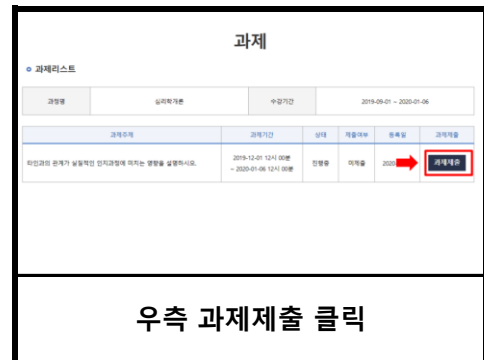 과제
과제리스트
과정명 심리학개론 수강기간 2019-09-01 ~ 2020-01-06
과제주제 과제기간 상태 제출여부 등록일 과제제출
타인과의 관계가 실질적인 인지과정에 미치는 영향을 설명하시오. 2019-12-01 12시 00분 진행중 미제출 2020 과제제출
~ 2020-01-06 12시 00분
우측 과제제출 클릭